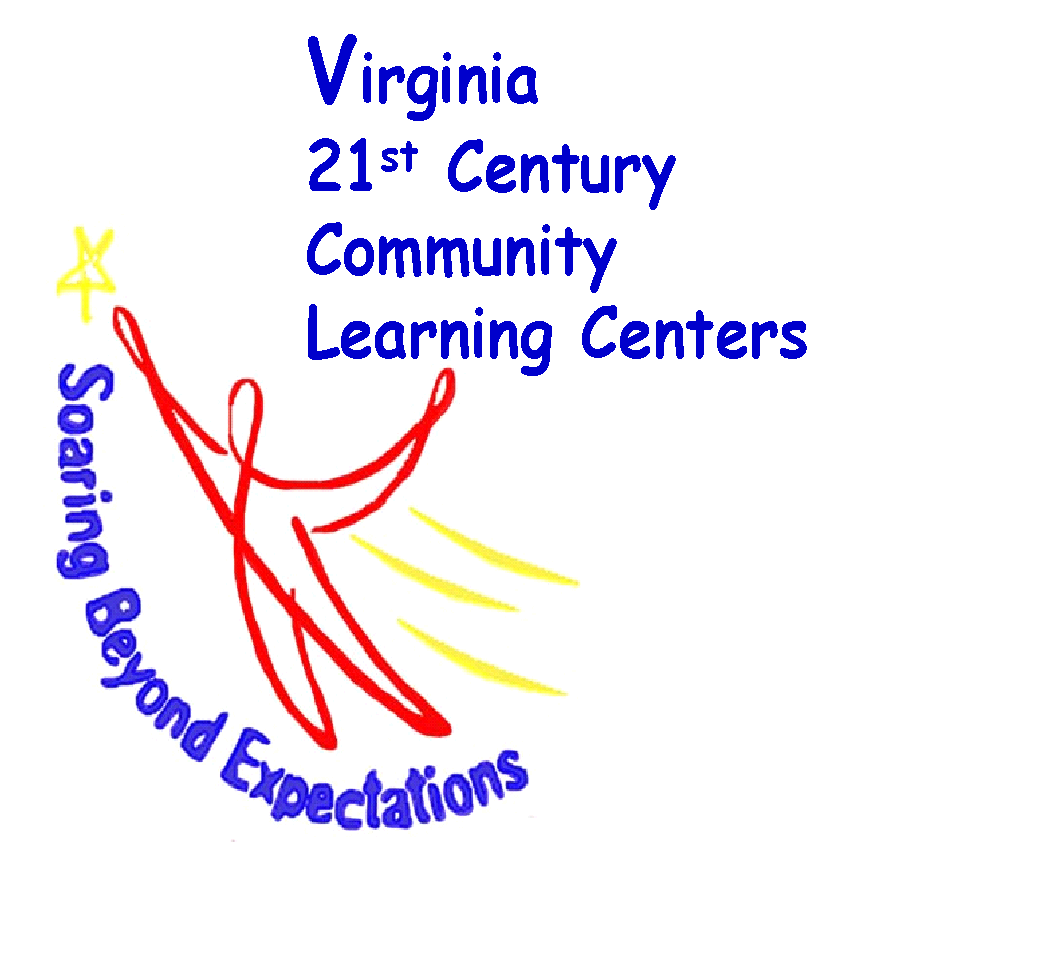 Virginia
21st Century
Community
Learning Centers
Soaring Beyond Expectations